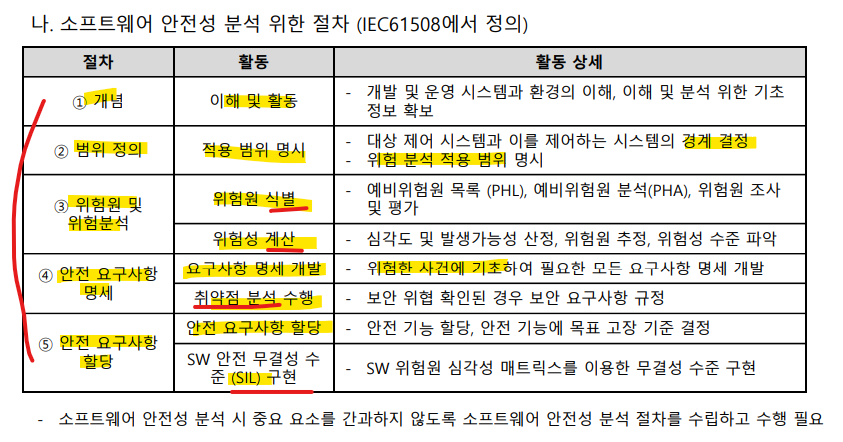 나. 소프트웨어 안전성 분석 위한 절차 (IEC61508에서 정의)
절차 활동 활동 상세
① 개념 이해 및 활동 - 개발 및 운영 시스템과 환경의 이해, 이해 및 분석 위한 기초
정보 확보
② 범위 정의 적용 범위 명시 - 대상 제어 시스템과 이를 제어하는 시스템의 경계 결정
- 위험 분석 적용 범위 명시
③ 위험원 및
위험분석
위험원 식별 - 예비위험원 목록 (PHL), 예비위험원 분석(PHA), 위험원 조사
및 평가
위험성 계산 - 심각도 및 발생가능성 산정, 위험원 추정, 위험성 수준 파악
④ 안전 요구사항
명세
요구사항 명세 개발 - 위험한 사건에 기초하여 필요한 모든 요구사항 명세 개발
취약점 분석 수행 - 보안 위협 확인된 경우 보안 요구사항 규정
⑤ 안전 요구사항
할당
안전 요구사항 할당 - 안전 기능 할당, 안전 기능에 목표 고장 기준 결정
SW 안전 무결성 수
준 (SIL) 구현
- SW 위험원 심각성 매트릭스를 이용한 무결성 수준 구현
- 소프트웨어 안전성 분석 시 중요 요소를 간과하지 않도록 소프트웨어 안전성 분석 절차를 수립하고 수행 필요